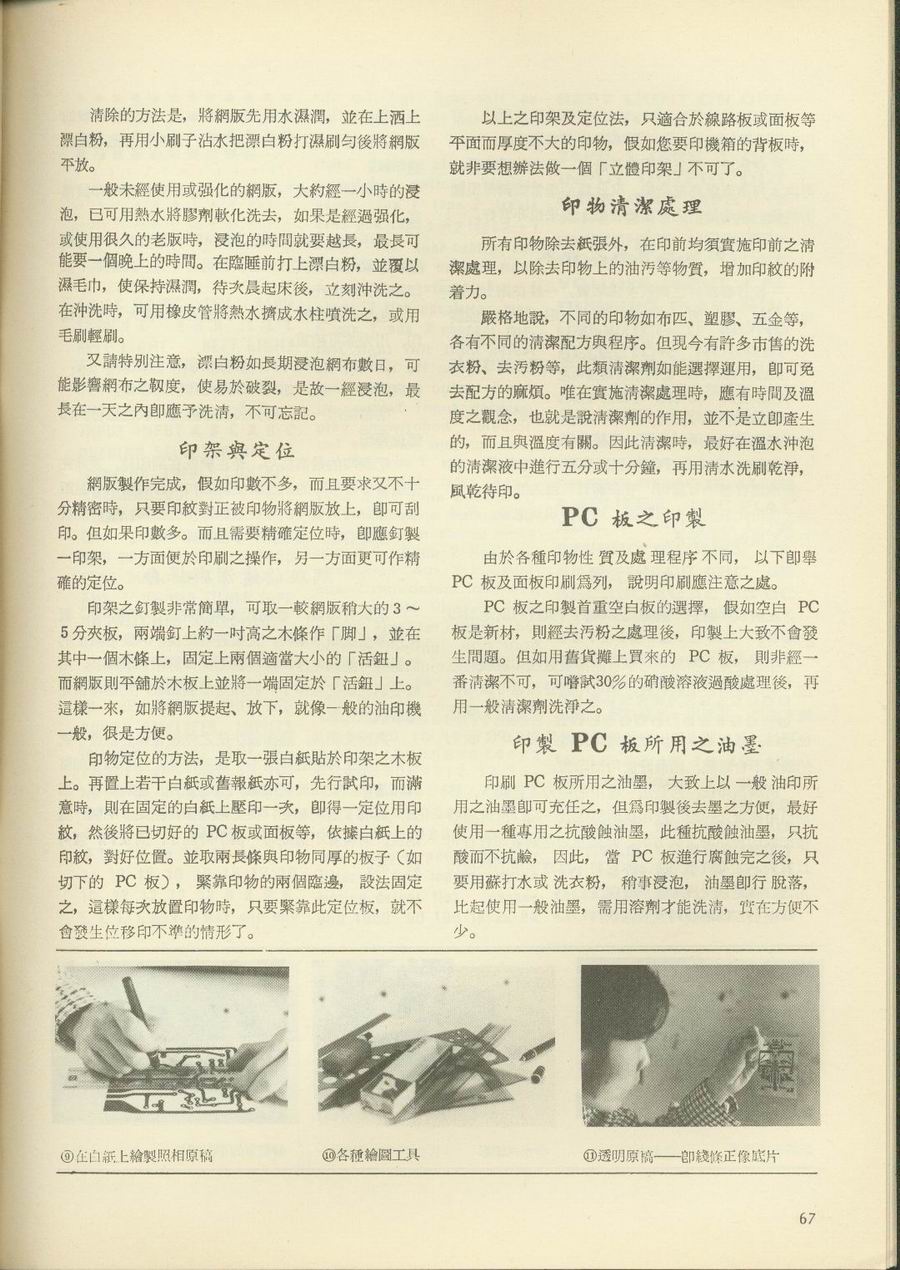 清除的方法是，將網版先用水濕潤，並在上洒上
漂白粉，再用小刷子沾水把漂白粉打濕刷勻後將網版
平放。
一般未經使用或强化的網版，大約經一小時的浸
泡，已可用熱水將膠劑軟化洗去，如果是經過强化，
或使用很久的老版時，浸泡的時間就要越長，最長可
能要一個晚上的時間。在臨睡前打上漂白粉，並覆以
濕毛巾，使保持濕潤，待次晨起床後，立刻沖洗之。
在沖洗時，可用橡皮管將熱水擠成水柱噴洗之，或用
毛刷輕刷。
又請特别注意，漂白粉如長期浸泡網布數日，可
能影響網布之靱度，使易於破裂，是故一經浸泡，最
長在一天之內卽應予洗清，不可忘記。
印架與定位
網版製作完成，假如印數不多，而且要求又不十
分精密時，只要印紋對正被印物將網版放上，卽可刮
印。但如果印數多。而且需要精確定位時，卽應釘製
一印架，一方面便於印刷之操作，另一方面更可作精
確的定位。
印架之釘製非常簡單，可取一較網版稍大的3～
5分夾板，兩端釘上約一吋高之木條作「脚」，並在
其中一個木條上，固定上兩個適當大小的「活鈕」。
而網版則平舖於木板上並將一端固定於「活鈕」上。
這樣一來，如將網版提起、放下，就像一般的油印機
一般，很是方便。
印物定位的方法，是取一張白紙貼於印架之木板
上。再置上若干白紙或舊報紙亦可，先行試印，而滿
意時，則在固定的白紙上壓印一次，卽得一定位用印
紋，然後將已切好的 PC板或面板等，依據白紙上的
印紋，對好位置。並取兩長條與印物同厚的板子（如
切下的 PC 板），緊靠印物的兩個臨邊，設法固定
之，這樣每次放置印物時，只要緊靠此定位板，就不
會發生位移印不準的情形了。
以上之印架及定位法，只適合於線路板或面板等
平面而厚度不大的印物，假如您要印機箱的背板時，
就非要想辦法做一個「立體印架」不可了。
印物清潔處理
所有印物除去紙張外，在印前均須實施印前之清
潔處理，以除去印物上的油汚等物質，增加印紋的附
着力。
嚴格地說，不同的印物如布匹、塑膠、五金等，
各有不同的清潔配方與程序。但現今有許多市售的洗
衣粉、去汚粉等，此類清潔劑如能選擇運用，卽可免
去配方的麻煩。唯在實施清潔處理時，應有時間及溫
度之觀念，也就是說清潔劑的作用，並不是立卽產生
的，而且與溫度有關。因此清潔時，最好在溫水沖泡
的清潔液中進行五分或十分鐘，再用清水洗刷乾淨，
風乾待印。
PC 板之印製
由於各種印物性質及處理程序不同，以下卽舉
PC 板及面板印刷爲列，說明印刷應注意之處。
PC 板之印製首重空白板的選擇，假如空白 PC
板是新材，則經去汚粉之處理後，印製上大致不會發
生問題。但如用舊貨攤上買來的 PC 板，則非經一
番清潔不可，可嚐試30%的硝酸溶液過酸處理後，再
用一般清潔劑洗淨之。
印製 PC 板所用之油墨
印刷 PC 板所用之油墨，大致上以一般油印所
用之油墨卽可充任之，但爲印製後去墨之方便，最好
使用一種專用之抗酸蝕油墨，此種抗酸蝕油墨，只抗
酸而不抗鹼，因此，當 PC 板進行腐蝕完之後，只
要用蘇打水或洗衣粉，稍事浸泡，油墨卽行脫落，
比起使用一般油墨，需用溶劑才能洗清，實在方便不
少。
⑨在白紙上繪製照相原稿
⑩各種繪圖工具
⑪透明原稿——卽綫條正像底片
67